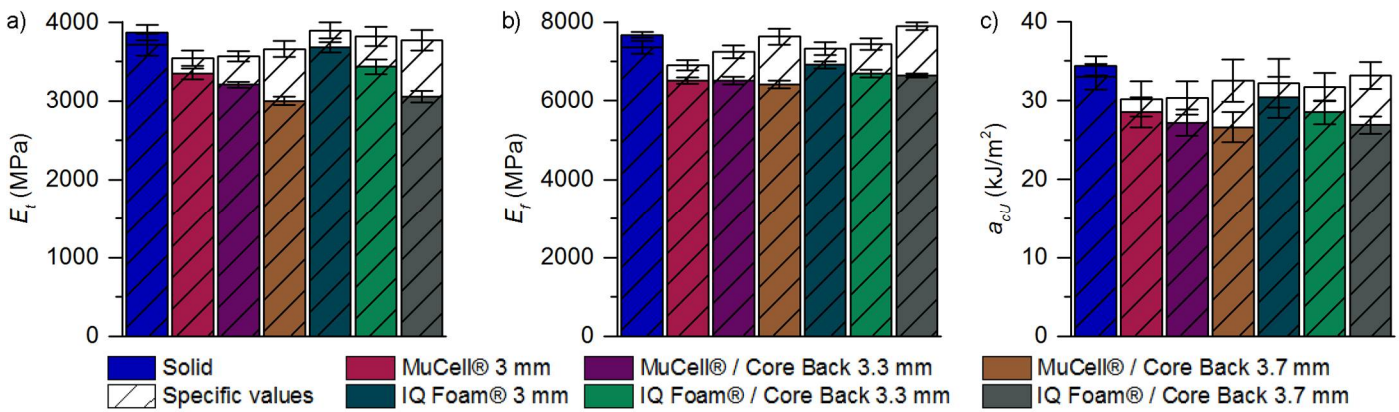 a)
E_t (MPa)
4000
3000
2000
1000
0
b)
E_f (MPa)
8000
6000
4000
2000
0
c)
a_cU (kJ/m²)
40
30
20
10
0
Solid
MuCell® 3 mm
MuCell® / Core Back 3.3 mm
MuCell® / Core Back 3.7 mm
Specific values
IQ Foam® 3 mm
IQ Foam® / Core Back 3.3 mm
IQ Foam® / Core Back 3.7 mm